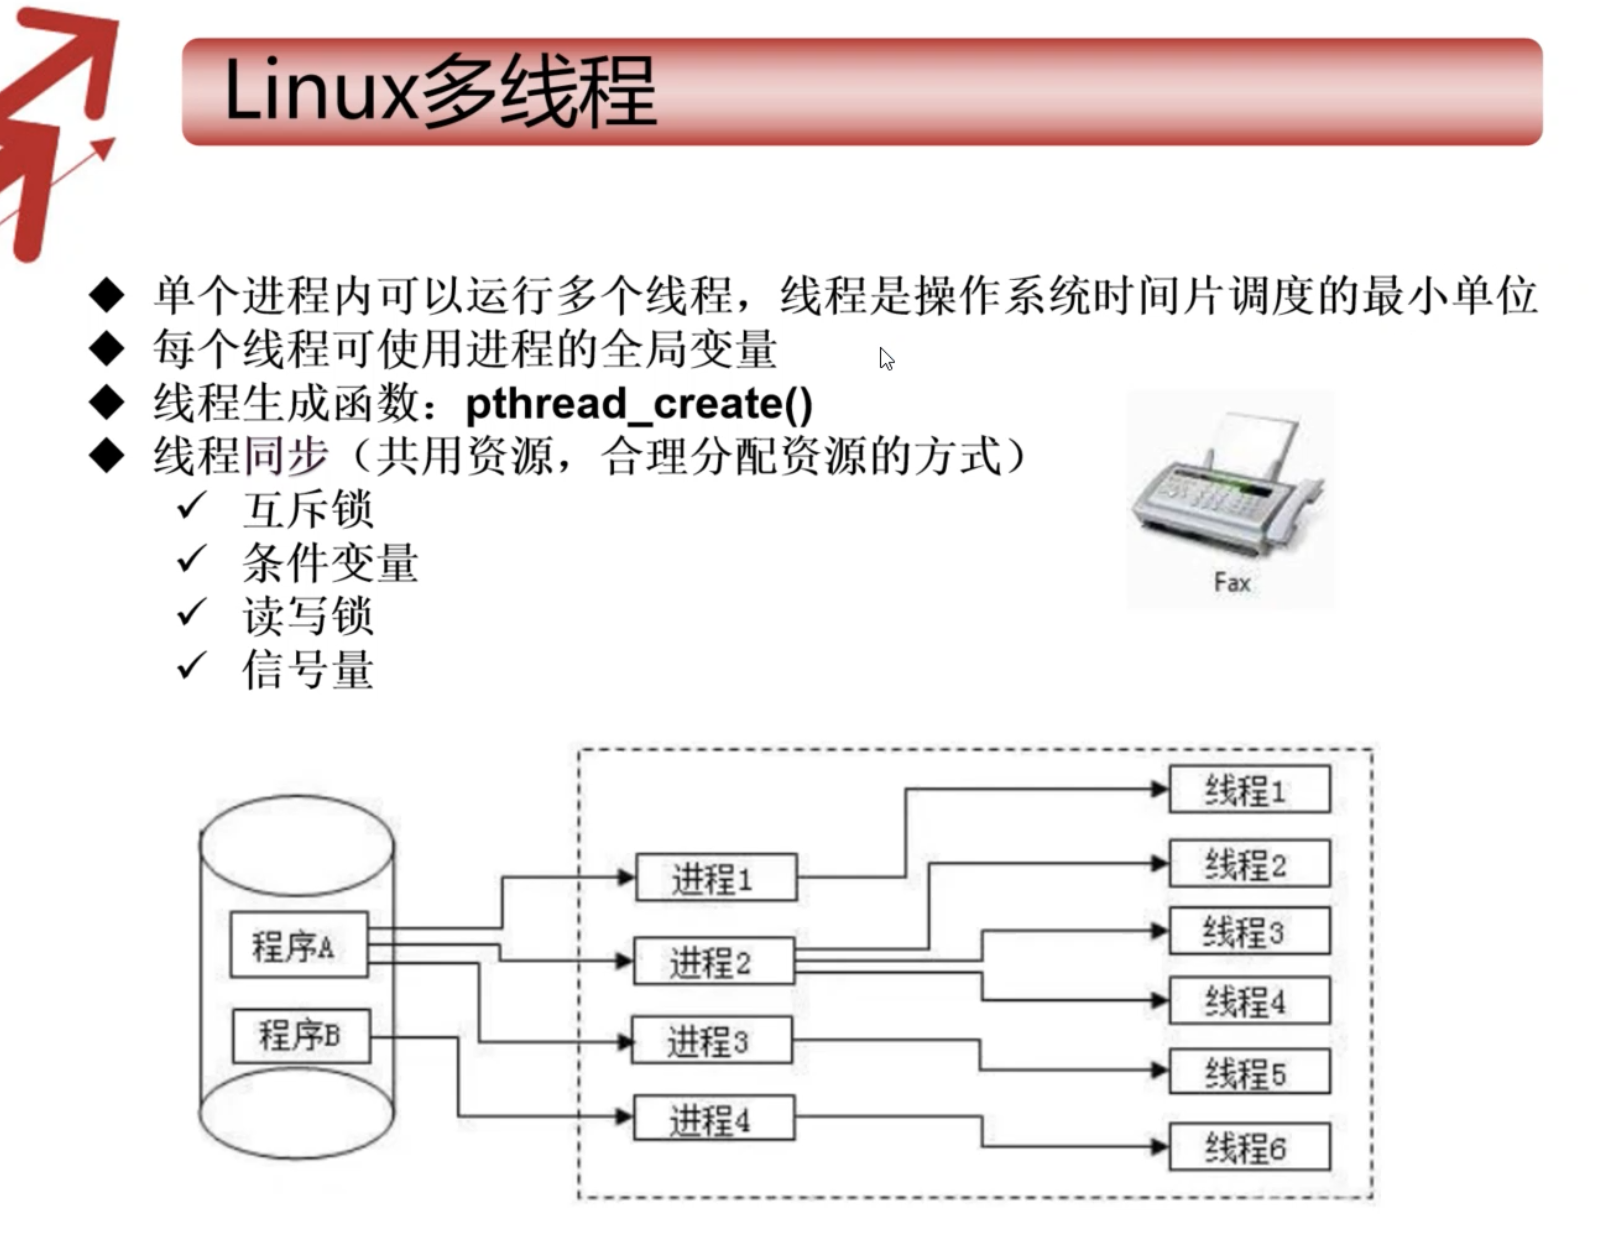 Linux多线程
单个进程内可以运行多个线程，线程是操作系统时间片调度的最小单位
每个线程可使用进程的全局变量
线程生成函数：pthread_create()
线程同步（共用资源，合理分配资源的方式）
互斥锁
条件变量
读写锁
信号量
Fax
线程1
进程1
线程2
程序A
进程2
线程3
线程4
程序B
进程3
线程5
进程4
线程6